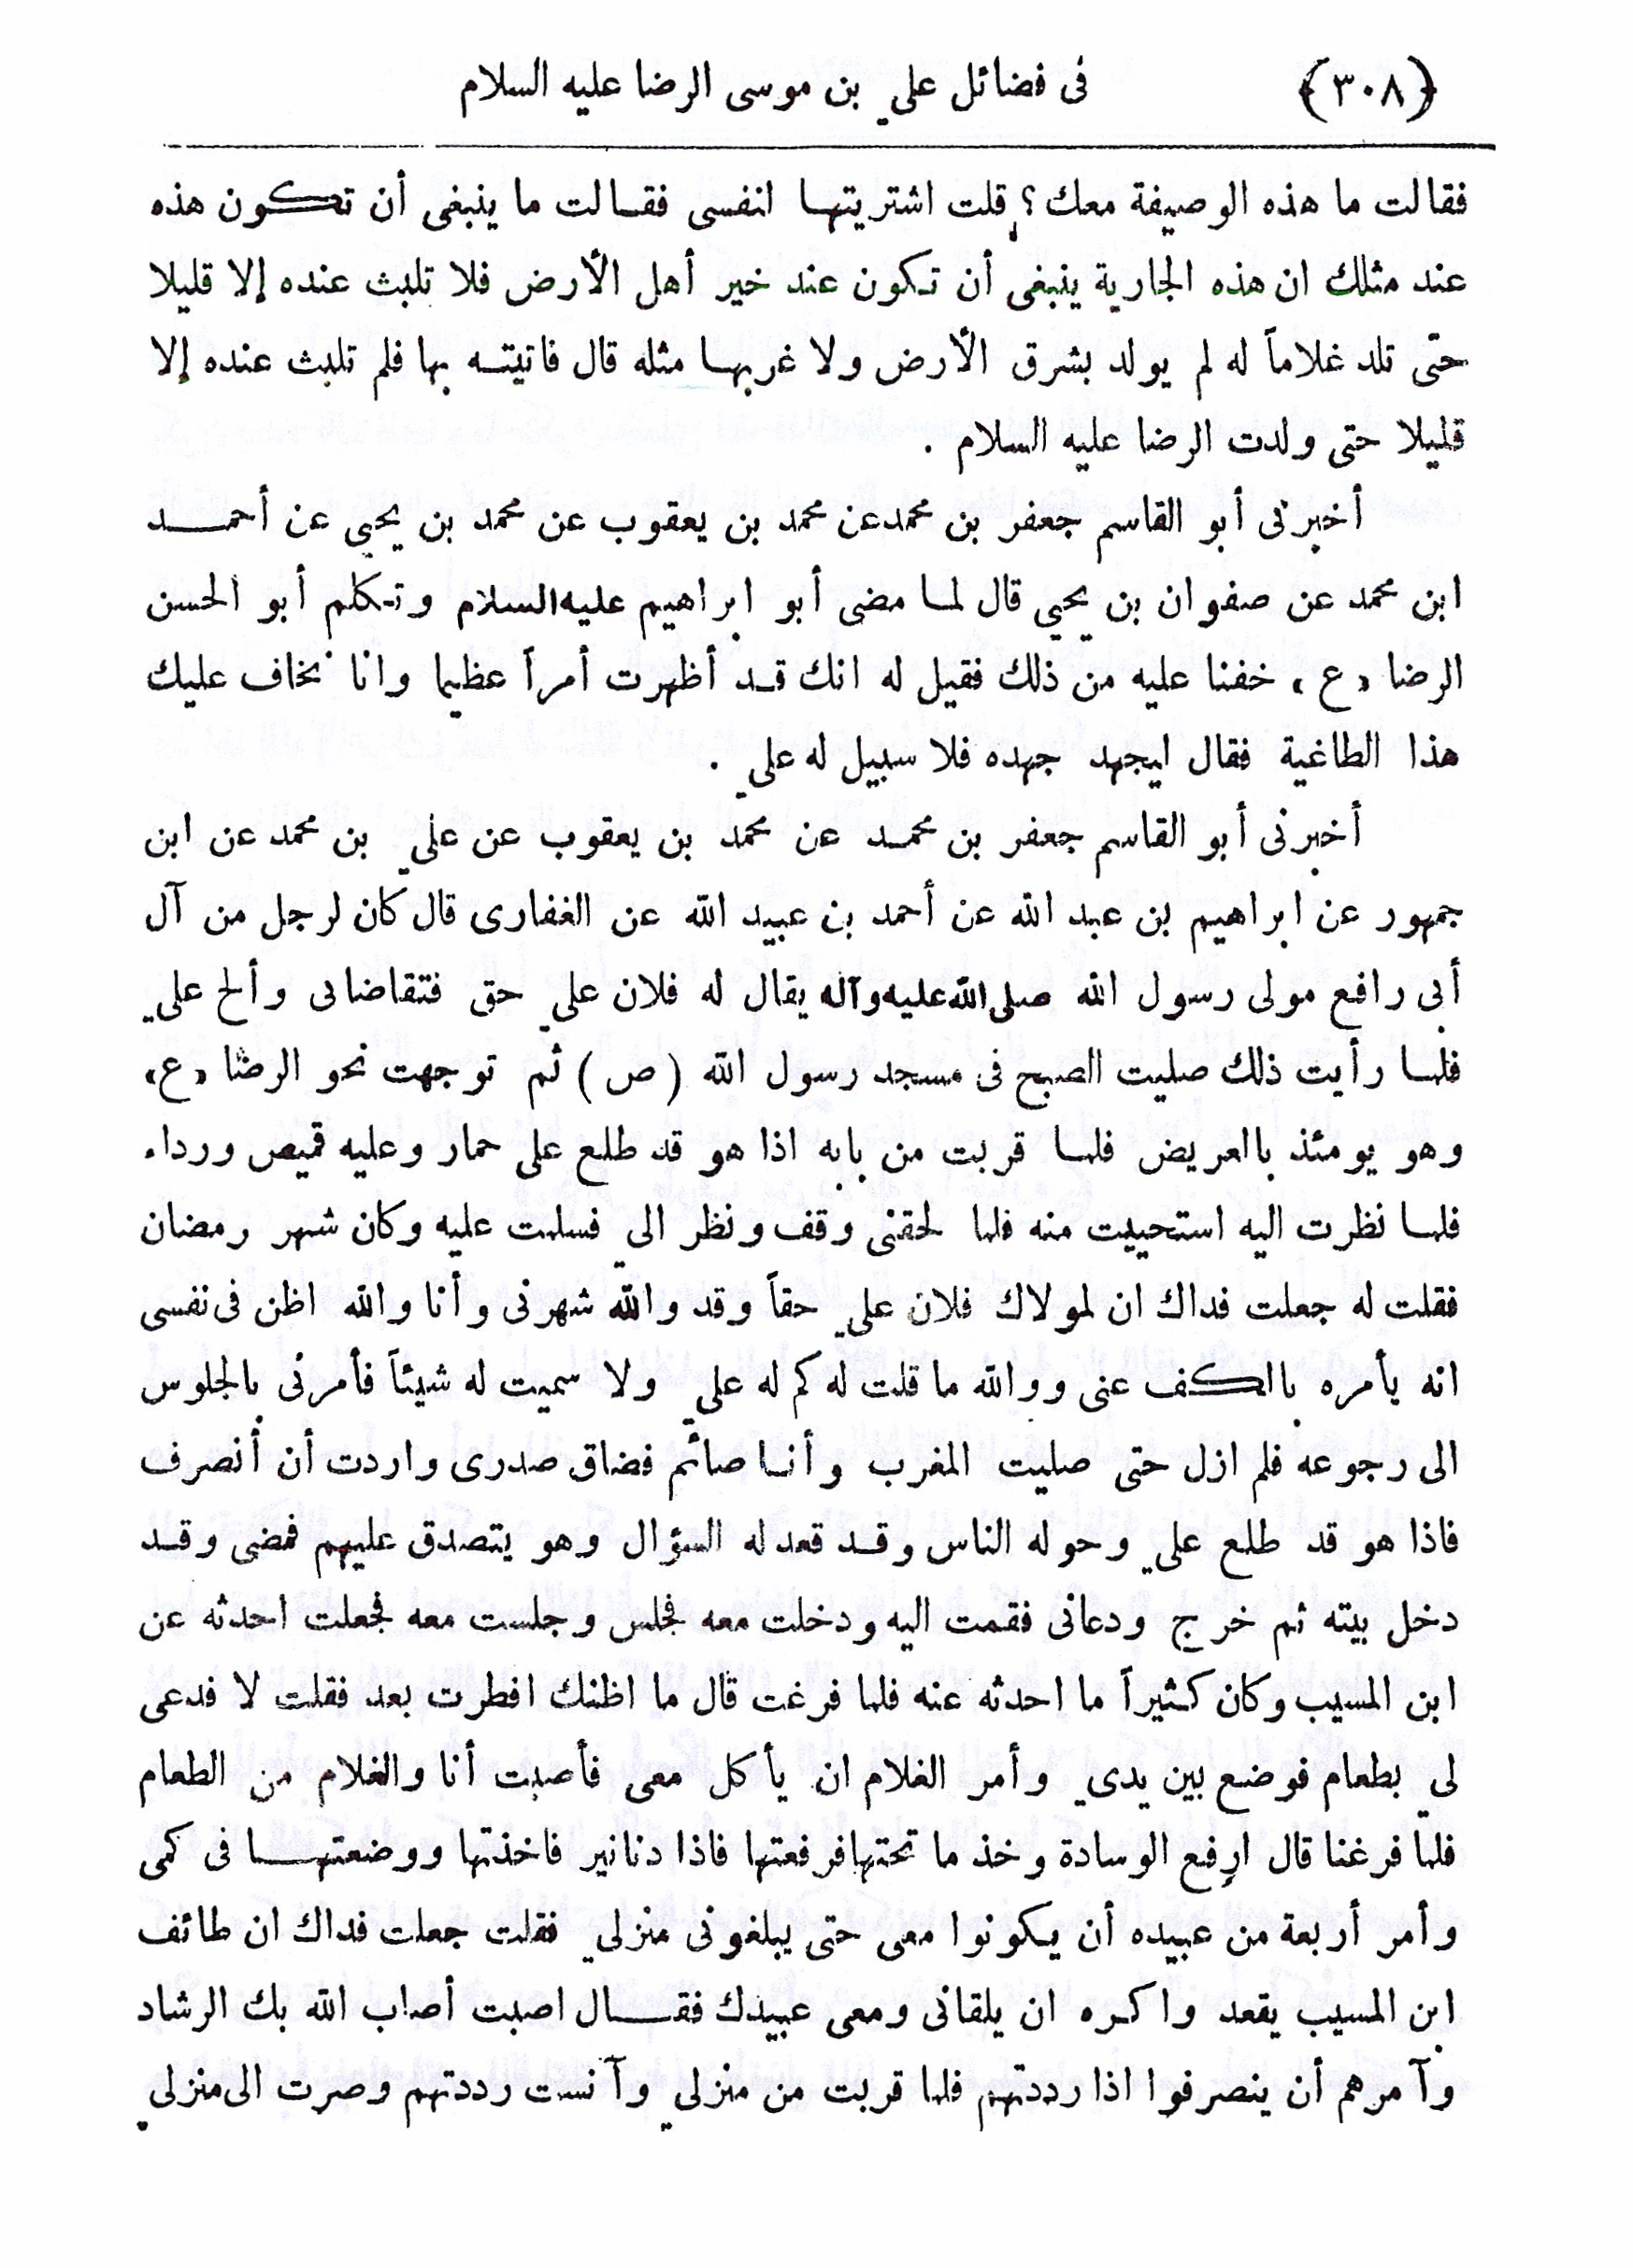 ﴿٣٠٨﴾ فى فضائل علي بن موسى الرضا عليه السلام
فقالت ما هذه الوصيفة معك ؟ قلت اشتريتها لنفسى فقالت ما ينبغى أن تكون هذه
عند مثلك ان هذه الجارية ينبغى أن تكون عند خير أهل الأرض فلا تلبث عنده إلا قليلا
حتّى تلد غلاماً له لم يولد بشرق الأرض ولا غربها مثله قال فاتيته بها فلم تلبث عنده إلا
قليلا حتى ولدت الرضا عليه السلام .
أخبرنى أبو القاسم جعفر بن محمد عن محمد بن يعقوب عن محمد بن يحيى عن أحمد
ابن محمد عن صفوان بن يحيي قال لما مضى أبو ابراهيم عليه السلام وتكلم أبو الحسن
الرضا «ع» خفنا عليه من ذلك فقيل له انك قد أظهرت أمراً عظيما وانا نخاف عليك
هذا الطاغية فقال ليجهد جهده فلا سبيل له علي .
أخبرنى أبو القاسم جعفر بن محمد عن محمد بن يعقوب عن علي بن محمد عن ابن
جمهور عن ابراهيم بن عبد الله عن أحمد بن عبيد الله عن الغفارى قال كان لرجل من آل
أبى رافع مولى رسول الله صلى الله عليه وآله يقال له فلان علي حق فتقاضانى وألح علي
فلما رأيت ذلك صليت الصبح فى مسجد رسول الله (ص) ثم توجهت نحو الرضا «ع»
وهو يومئذ بالعريض فلما قربت من بابه اذا هو قد طلع على حمار وعليه قميص ورداء
فلما نظرت اليه استحييت منه فلما لحقنى وقف ونظر الي فسلمت عليه وكان شهر رمضان
فقلت له جعلت فداك ان لمولاك فلان علي حقاً وقد والله شهرنى وأنا والله اظن فى نفسى
انه يأمره بالكف عنى ووالله ما قلت له كم له علي ولا سميت له شيئاً فأمرنى بالجلوس
الى رجوعه فلم ازل حتى صليت المغرب وأنا صائم فضاق صدرى واردت أن أنصرف
فاذا هو قد طلع علي وحوله الناس وقد قعد له السؤال وهو يتصدق عليهم فمضى وقد
دخل بيته ثم خرج ودعانى فقمت اليه ودخلت معه فجلس وجلست معه فجعلت احدثه عن
ابن المسيب وكان كثيراً ما احدثه عنه فلما فرغت قال ما اظنك افطرت بعد فقلت لا فدعى
لي بطعام فوضع بين يدي وأمر الغلام ان يأكل معى فأصبت أنا والغلام من الطعام
فلما فرغنا قال ارفع الوسادة وخذ ما تحتها فرفعتها فاذا دنانير فاخذتها ووضعتها فى كمى
وأمر أربعة من عبيده أن يكونوا معى حتى يبلغونى منزلي فقلت جعلت فداك ان طائف
ابن المسيب يقعد واكره ان يلقانى ومعى عبيدك فقال اصبت أصاب الله بك الرشاد
وآمرهم أن ينصرفوا اذا رددتهم فلما قربت من منزلي وآنست رددتهم وصرت الى منزلي